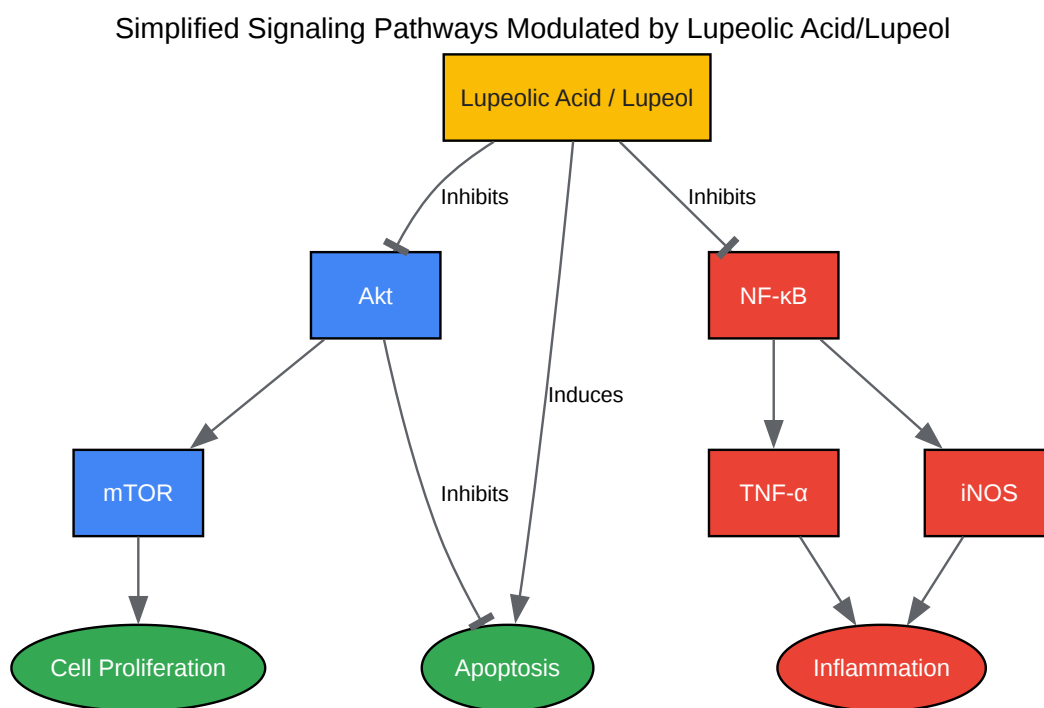 Simplified Signaling Pathways Modulated by Lupeolic Acid/Lupeol
Lupeolic Acid / Lupeol
Inhibits
Inhibits
Akt
NF-κB
Induces
mTOR
Inhibits
TNF-α
iNOS
Cell Proliferation
Apoptosis
Inflammation